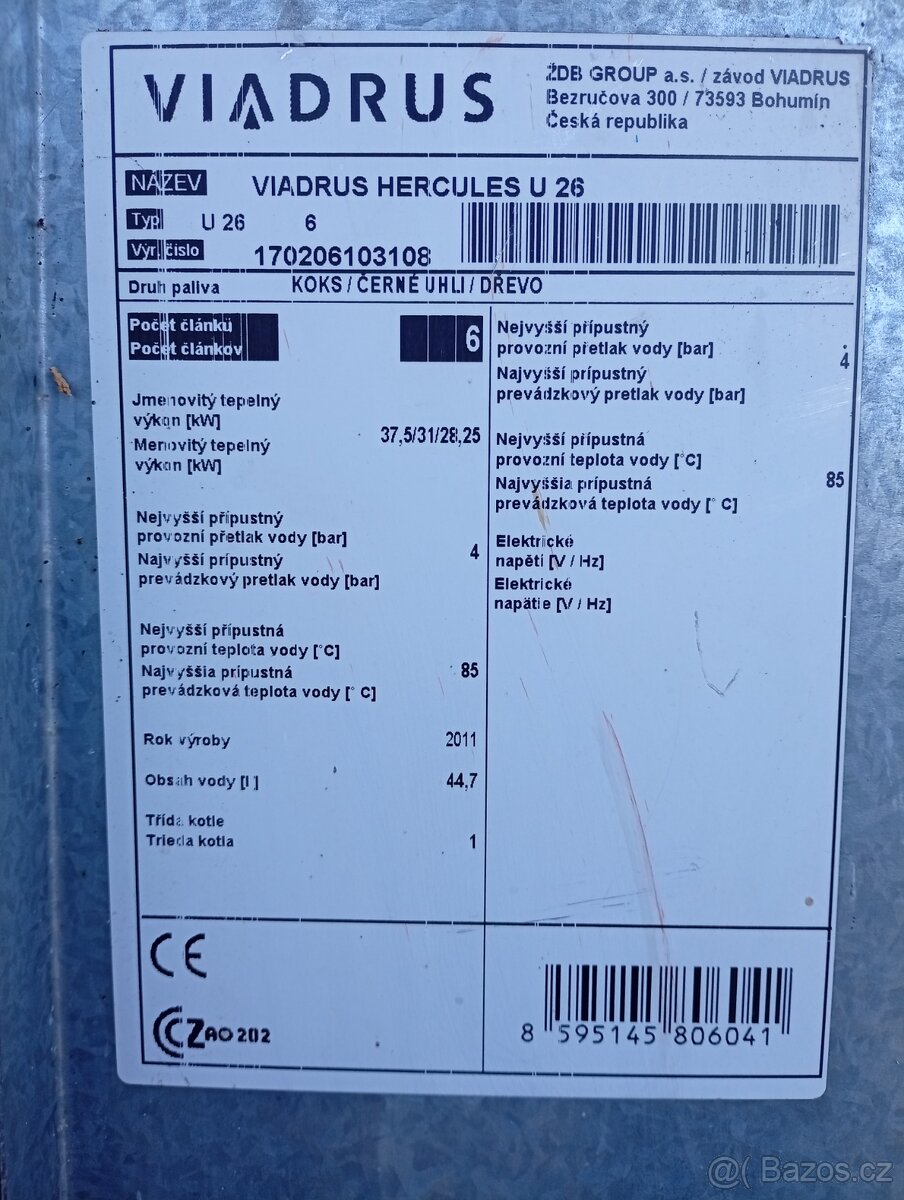 VIADRUS
ŽDB GROUP a.s. / závod VIADRUS
Bezručova 300 / 73593 Bohumín
Česká republika
NÁZEV VIADRUS HERCULES U 26
Typ U 26 6
Výr. číslo 170206103108
Druh paliva KOKS / ČERNÉ UHLÍ / DŘEVO
Počet článků
Počet článkov 6
Jmenovitý tepelný
výkon [kW]
Menovitý tepelný
výkon [kW]
37,5/31/28,25
Nejvyšší přípustný
provozní přetlak vody [bar]
Najvyšší prípustný
prevádzkový pretlak vody [bar]
4
Nejvyšší přípustná
provozní teplota vody [°C]
Najvyššia prípustná
prevádzková teplota vody [° C]
85
Rok výroby 2011
Obsah vody [l ] 44,7
Třída kotle
Trieda kotla 1
Nejvyšší přípustný
provozní přetlak vody [bar]
Najvyšší prípustný
prevádzkový pretlak vody [bar]
4
Nejvyšší přípustná
provozní teplota vody [°C]
Najvyššia prípustná
prevádzková teplota vody [° C]
85
Elektrické
napětí [V / Hz]
Elektrické
napätie [V / Hz]
CE
CCZ AO 202
8 595145 806041
@( Bazos.cz